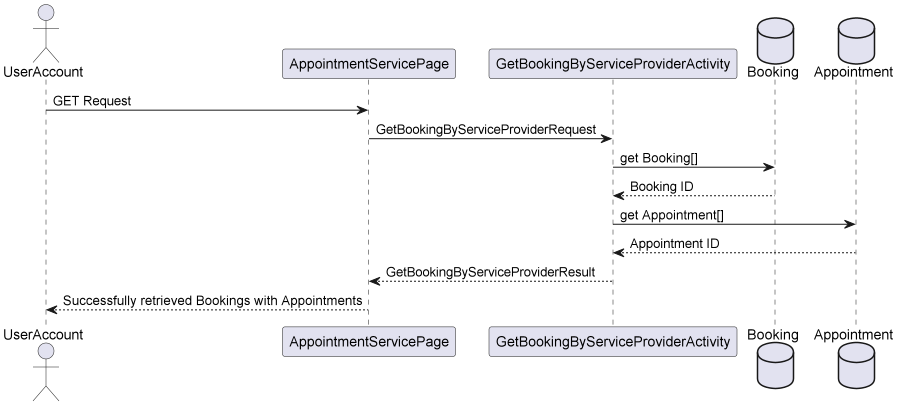 UserAccount
AppointmentServicePage
GetBookingByServiceProviderActivity
Booking
Appointment
GET Request
GetBookingByServiceProviderRequest
get Booking[]
Booking ID
get Appointment[]
Appointment ID
GetBookingByServiceProviderResult
Successfully retrieved Bookings with Appointments
UserAccount
AppointmentServicePage
GetBookingByServiceProviderActivity
Booking
Appointment